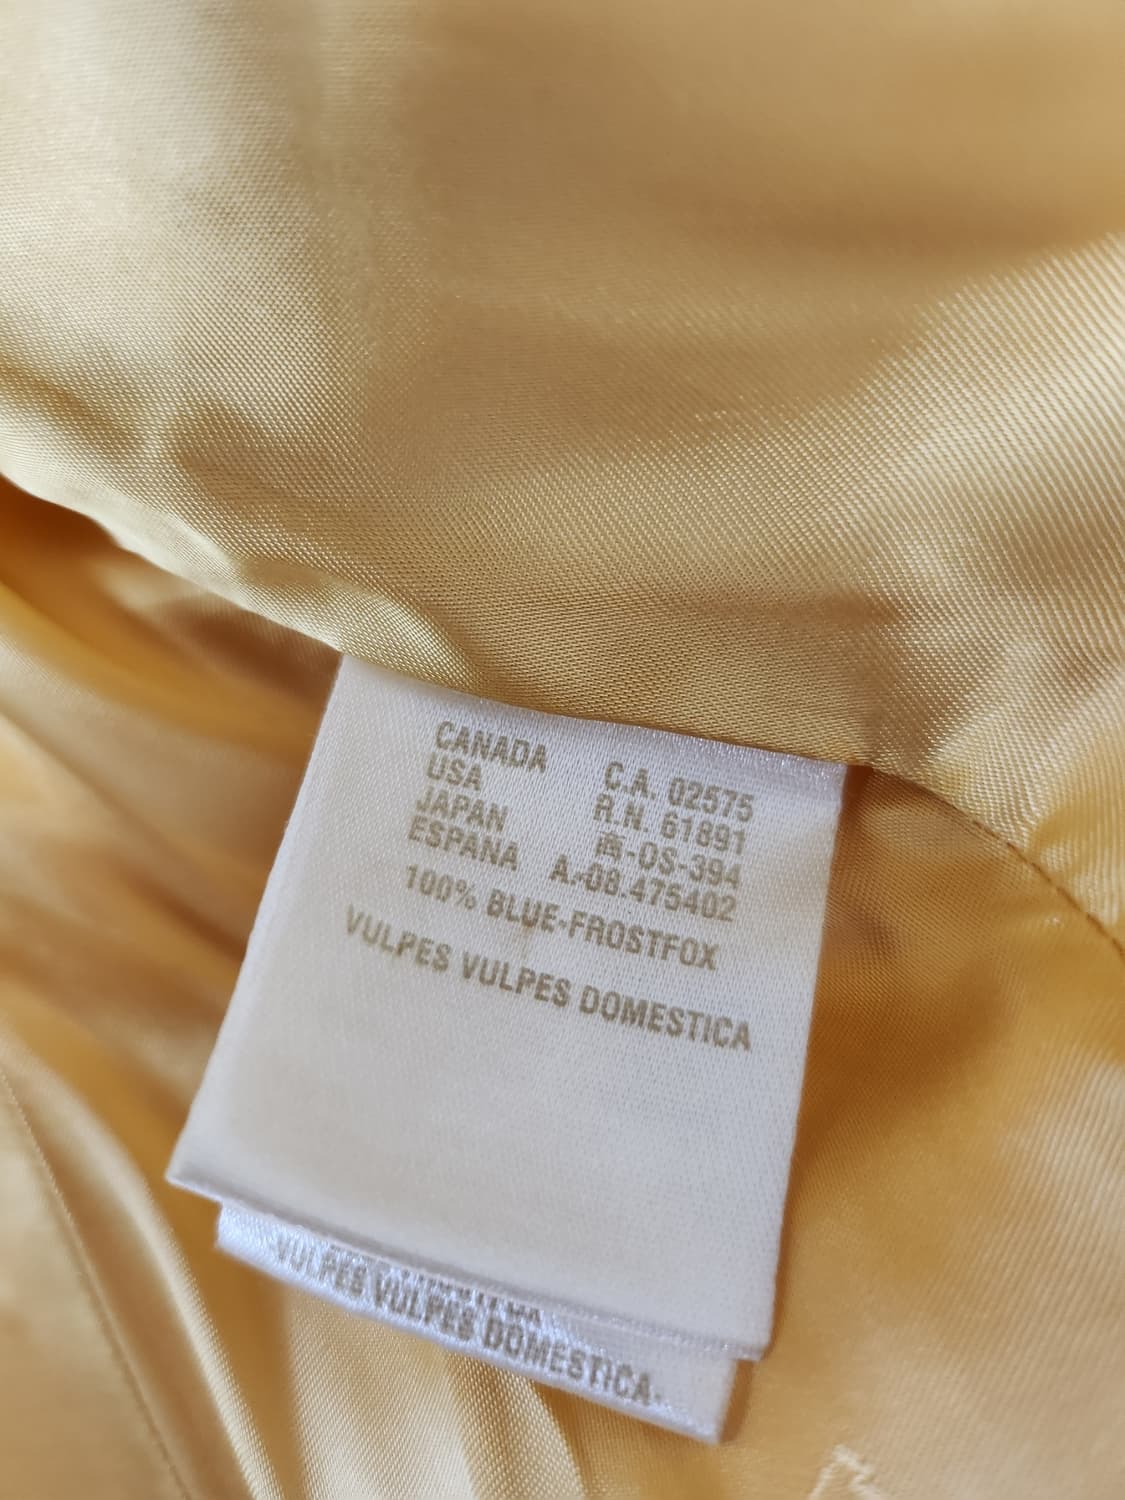 CANADA C.A. 02575
USA R.N. 61891
JAPAN 商-OS-394
ESPANA A.-08.475402
100% BLUE-FROSTFOX
VULPES VULPES DOMESTICA
VULPES VULPES DOMESTICA